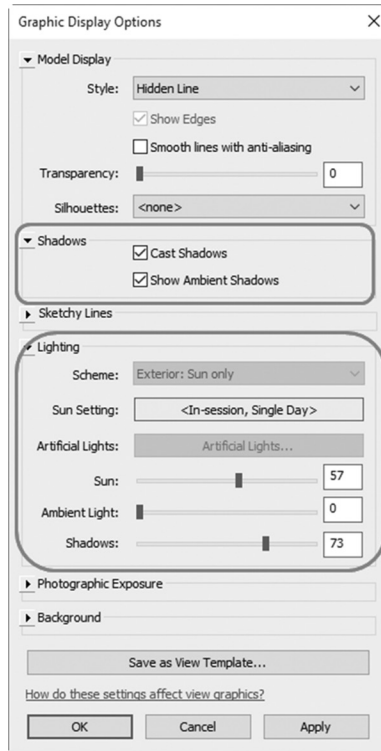 Graphic Display Options
Model Display
Style: Hidden Line
Show Edges
Smooth lines with anti-aliasing
Transparency: 0
Silhouettes: <none>
Shadows
Cast Shadows
Show Ambient Shadows
Sketchy Lines
Lighting
Scheme: Exterior: Sun only
Sun Setting: <In-session, Single Day>
Artificial Lights: Artificial Lights...
Sun: 57
Ambient Light: 0
Shadows: 73
Photographic Exposure
Background
Save as View Template...
How do these settings affect view graphics?
OK Cancel Apply